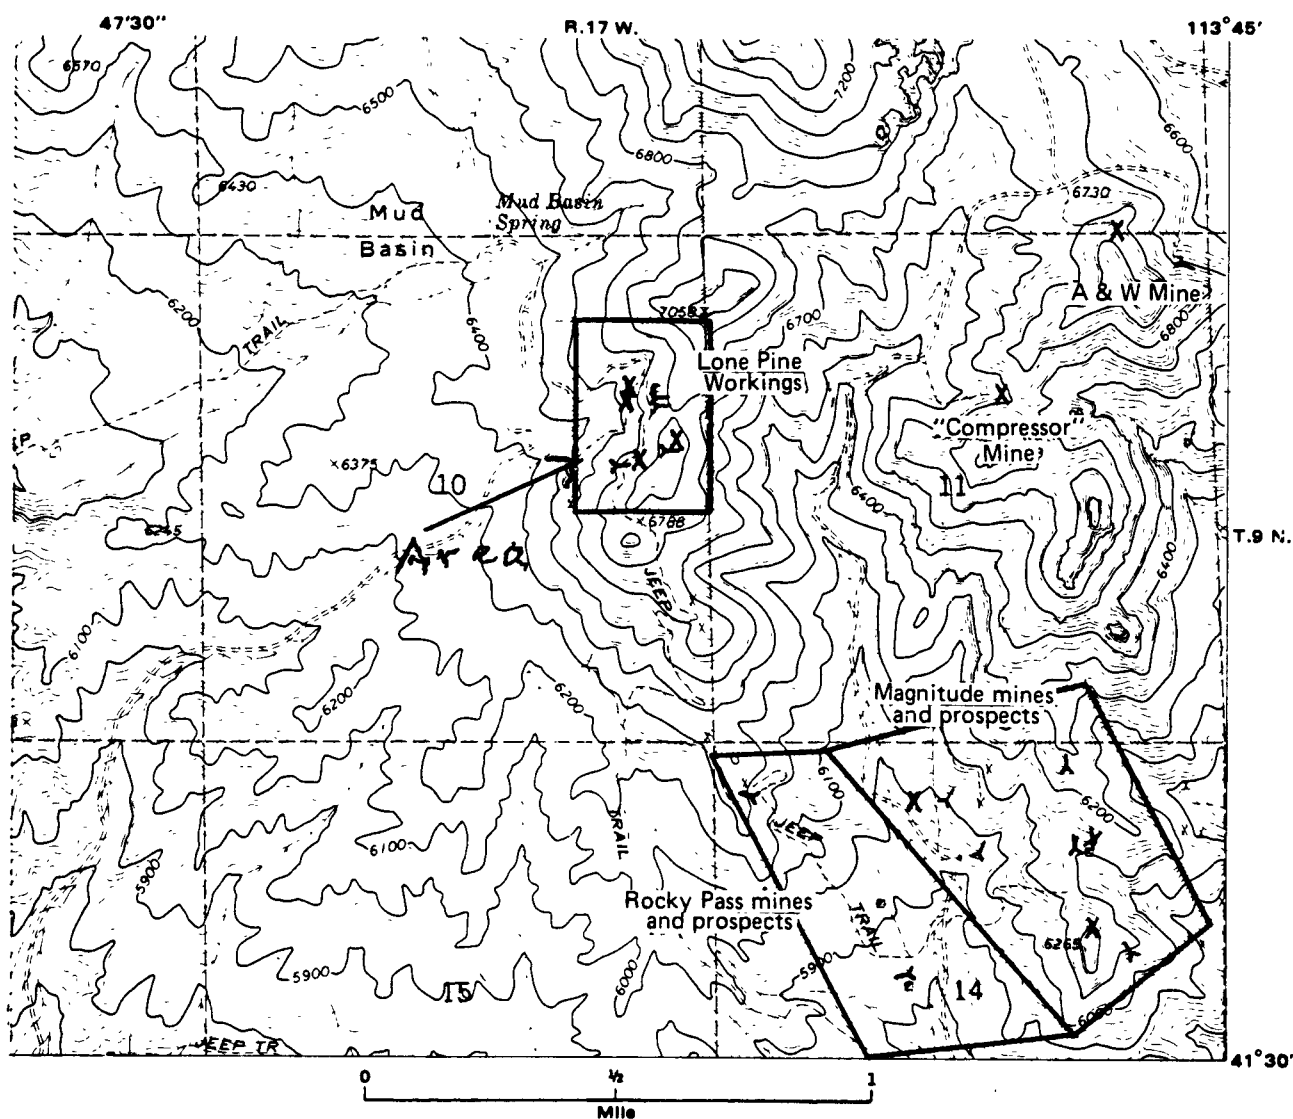 47'30"
R.17 W.
113°45'
6570
6500
7200
6600
6800
6430
6730
Mud Basin
Spring
Mud
Basin
A & W Mine
6200
TRAIL
6400
7058
6700
6800
Lone Pine
Workings
"Compressor"
Mine
P
×6375
10
6400
11
6245
×6788
T.9 N.
6400
JEEP
6100
6200
6200
Magnitude mines
and prospects
6100
6200
JEEP
TRAIL
6100
5900
Rocky Pass mines
and prospects
TRAIL
6265
5900
5900
6000
15
14
6000
JEEP TR
41°30'
0
½
1
Mile